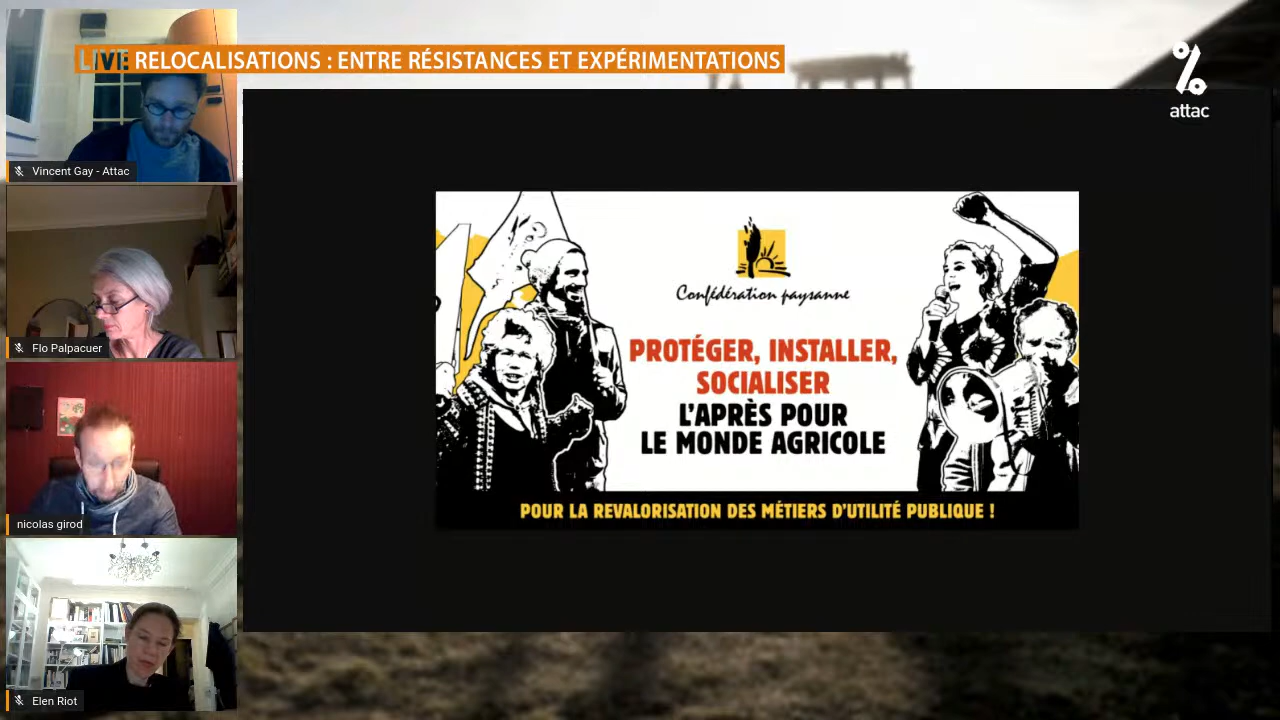 LIVE RELOCALISATIONS : ENTRE RÉSISTANCES ET EXPÉRIMENTATIONS
attac
Vincent Gay - Attac
Flo Palpacuer
nicolas girod
Elen Riot
Confédération paysanne
PROTÉGER, INSTALLER,
SOCIALISER
L'APRÈS POUR
LE MONDE AGRICOLE
POUR LA REVALORISATION DES MÉTIERS D'UTILITÉ PUBLIQUE !